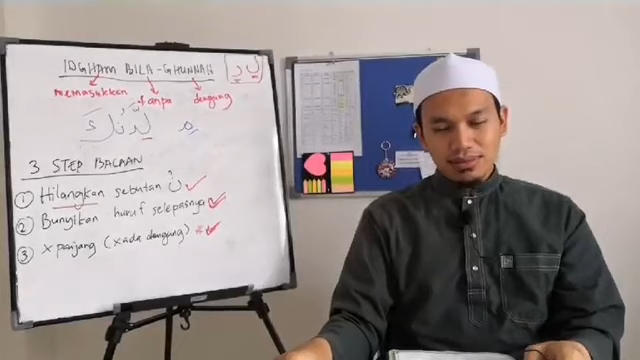 IDGHAM BILA-GHUNNAH
memasukkan tanpa dengung
3 STEP BACAAN
① Hilangkan sebutan نْ ✓
② Bunyikan huruf selepasnya ✓
③ x panjang (x ada dengung) ✓